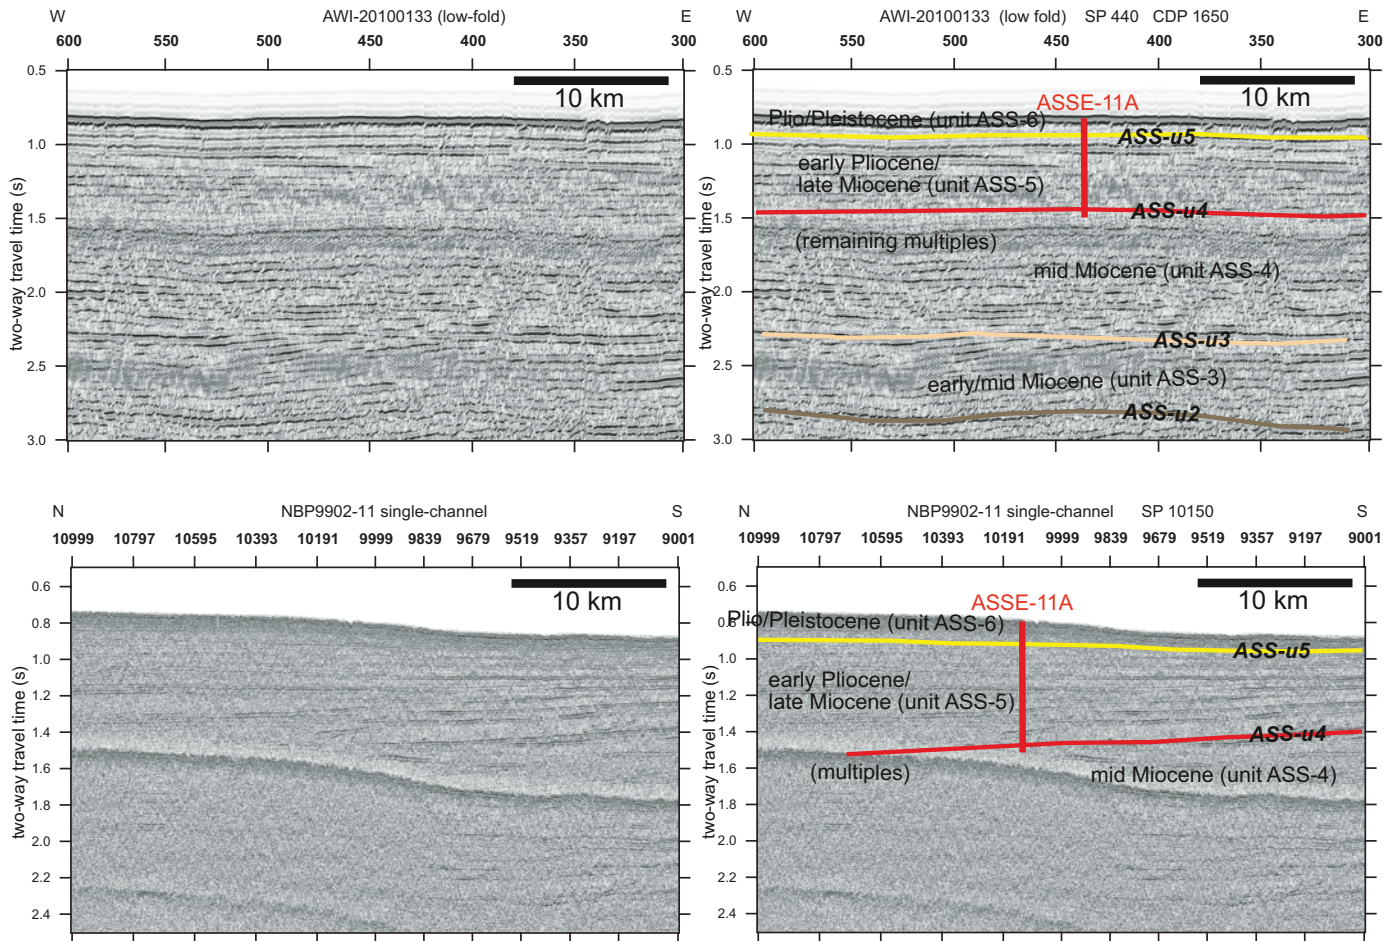 W AWI-20100133 (low-fold) E
600 550 500 450 400 350 300
0.5
1.0
1.5
2.0
2.5
3.0
two-way travel time (s)
10 km
W AWI-20100133 (low fold) SP 440 CDP 1650 E
600 550 500 450 400 350 300
0.5
1.0
1.5
2.0
2.5
3.0
two-way travel time (s)
10 km
ASSE-11A
Plio/Pleistocene (unit ASS-6)
ASS-u5
early Pliocene/
late Miocene (unit ASS-5)
ASS-u4
(remaining multiples)
mid Miocene (unit ASS-4)
ASS-u3
early/mid Miocene (unit ASS-3)
ASS-u2
N NBP9902-11 single-channel S
10999 10797 10595 10393 10191 9999 9839 9679 9519 9357 9197 9001
0.6
0.8
1.0
1.2
1.4
1.6
1.8
2.0
2.2
2.4
two-way travel time (s)
10 km
N NBP9902-11 single-channel SP 10150 S
10999 10797 10595 10393 10191 9999 9839 9679 9519 9357 9197 9001
0.6
0.8
1.0
1.2
1.4
1.6
1.8
2.0
2.2
2.4
two-way travel time (s)
10 km
ASSE-11A
Plio/Pleistocene (unit ASS-6)
ASS-u5
early Pliocene/
late Miocene (unit ASS-5)
ASS-u4
(multiples)
mid Miocene (unit ASS-4)